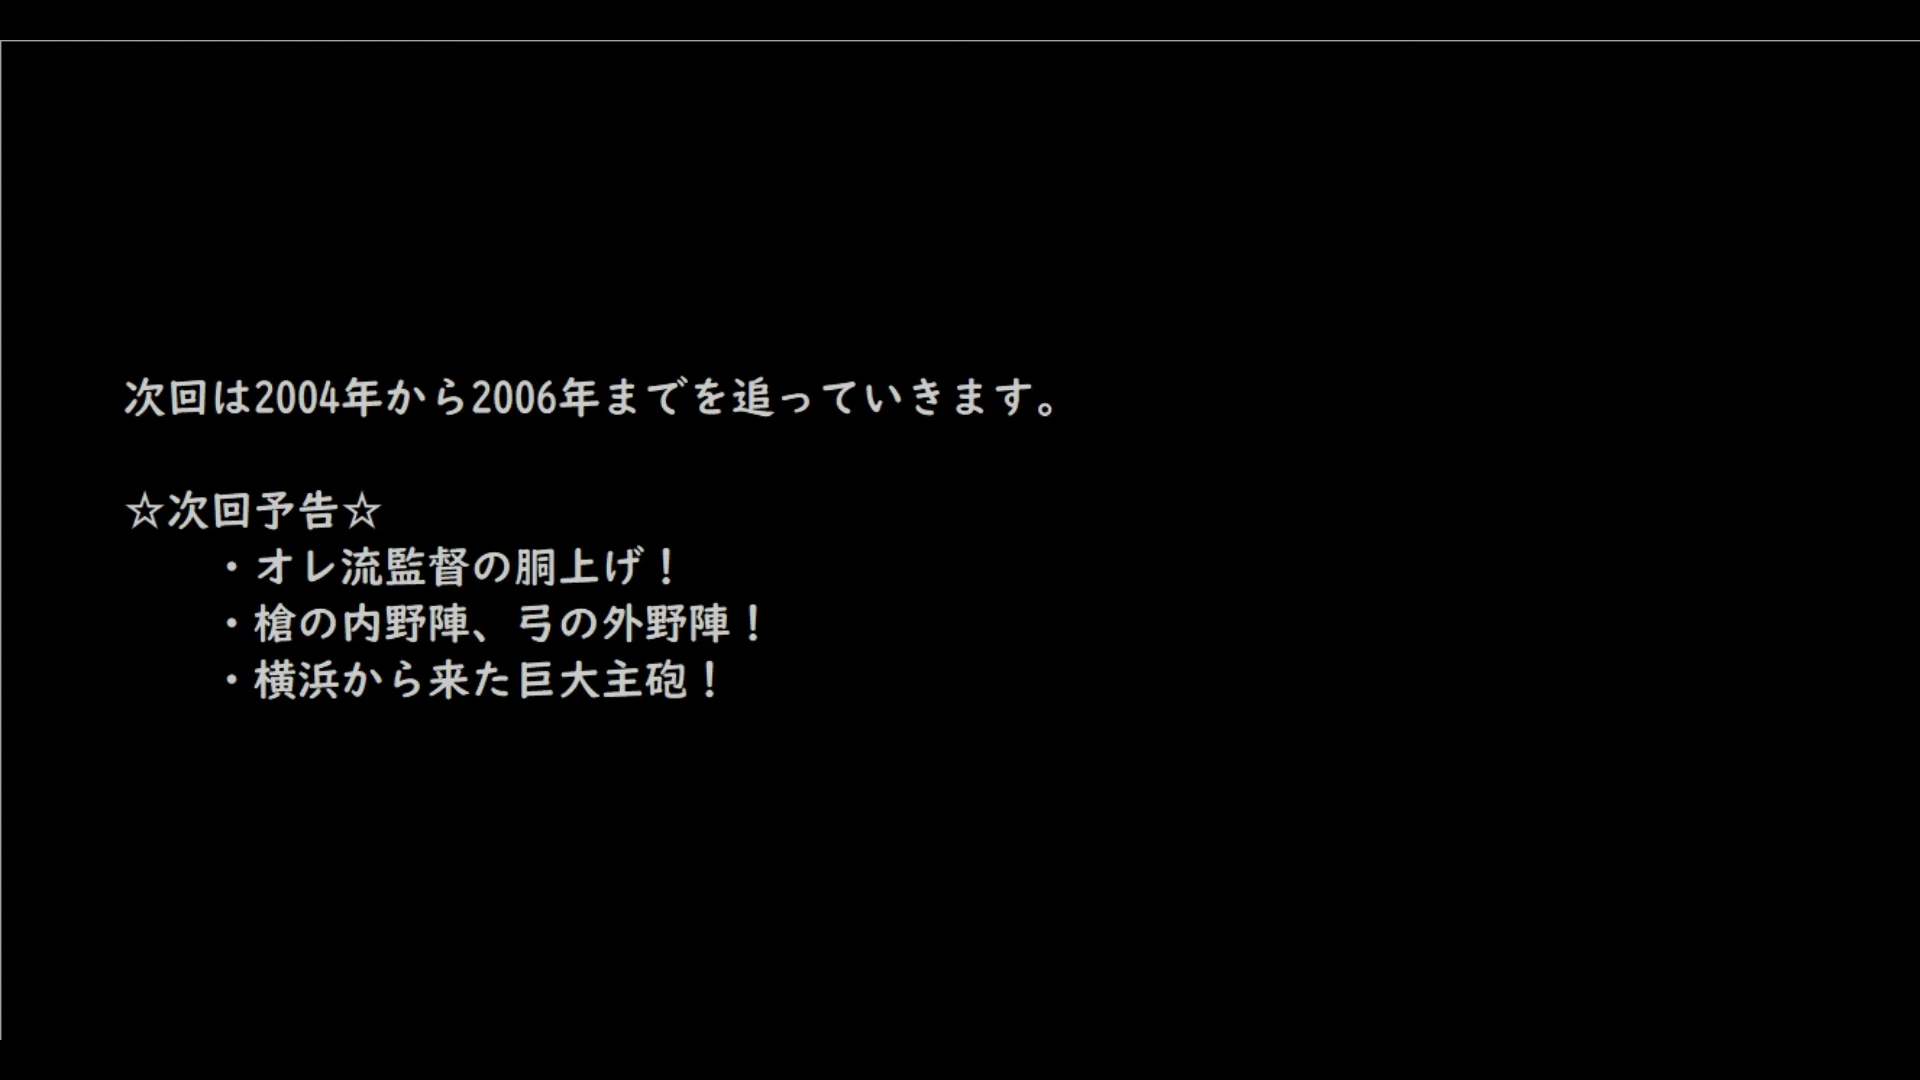 次回は2004年から2006年までを追っていきます。
☆次回予告☆
・オレ流監督の胴上げ！
・槍の内野陣、弓の外野陣！
・横浜から来た巨大主砲！